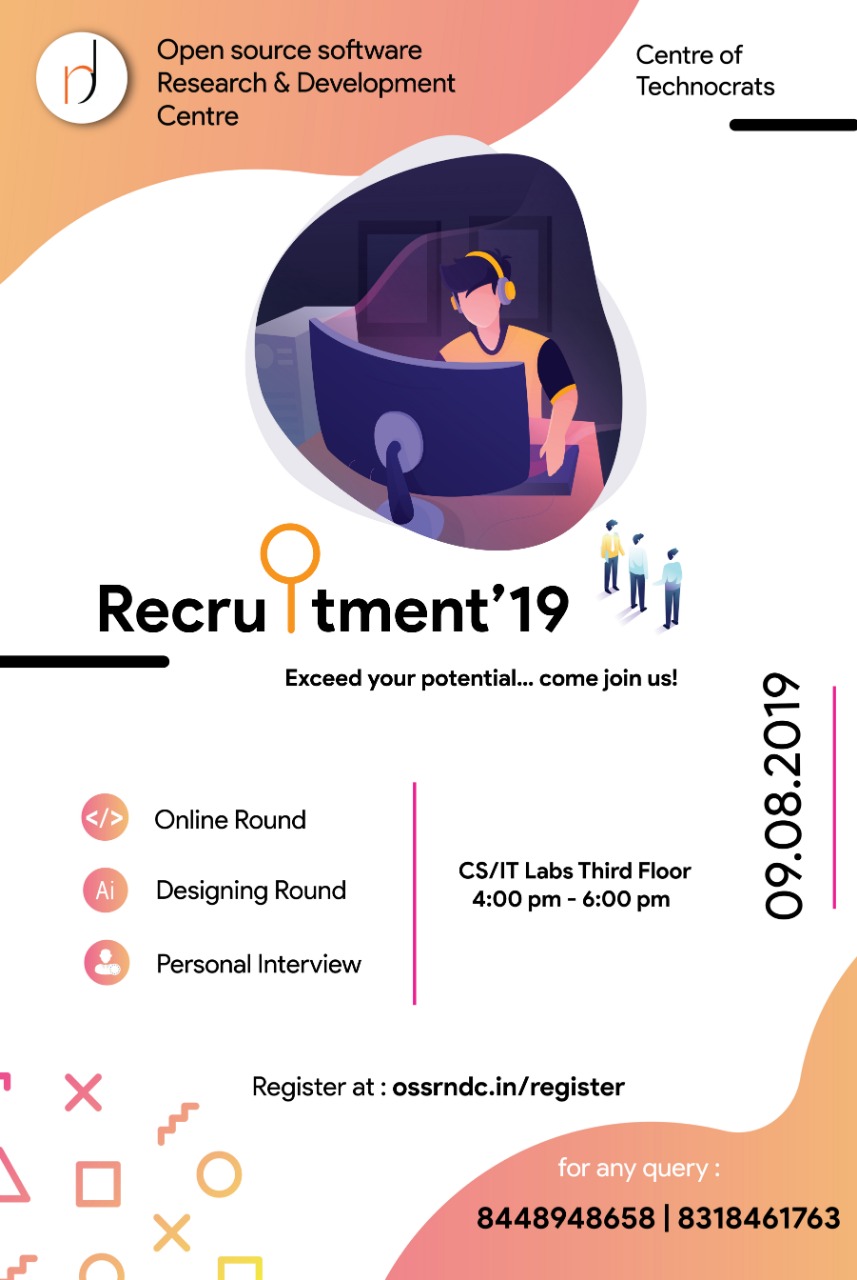 rd
Open source software
Research & Development
Centre
Centre of
Technocrats
Recruitment’19
Exceed your potential... come join us!
09.08.2019
</> Online Round
Ai Designing Round
Personal Interview
CS/IT Labs Third Floor
4:00 pm - 6:00 pm
Register at : ossrndc.in/register
for any query :
8448948658 | 8318461763